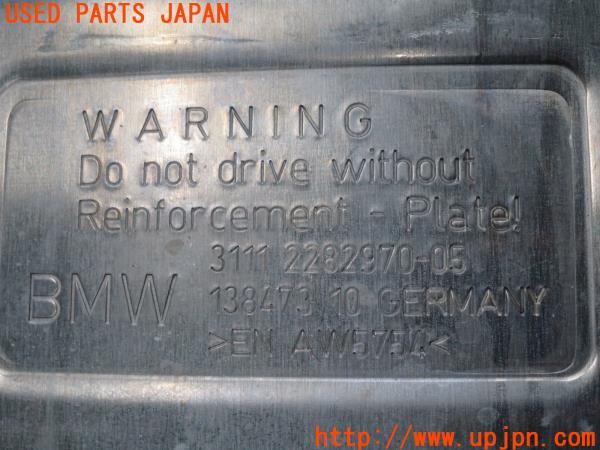 USED PARTS JAPAN
WARNING
Do not drive without
Reinforcement - Plate!
3111 2282970-05
BMW 138473 10 GERMANY
>EN AW5754<
http://www.upjpn.com/